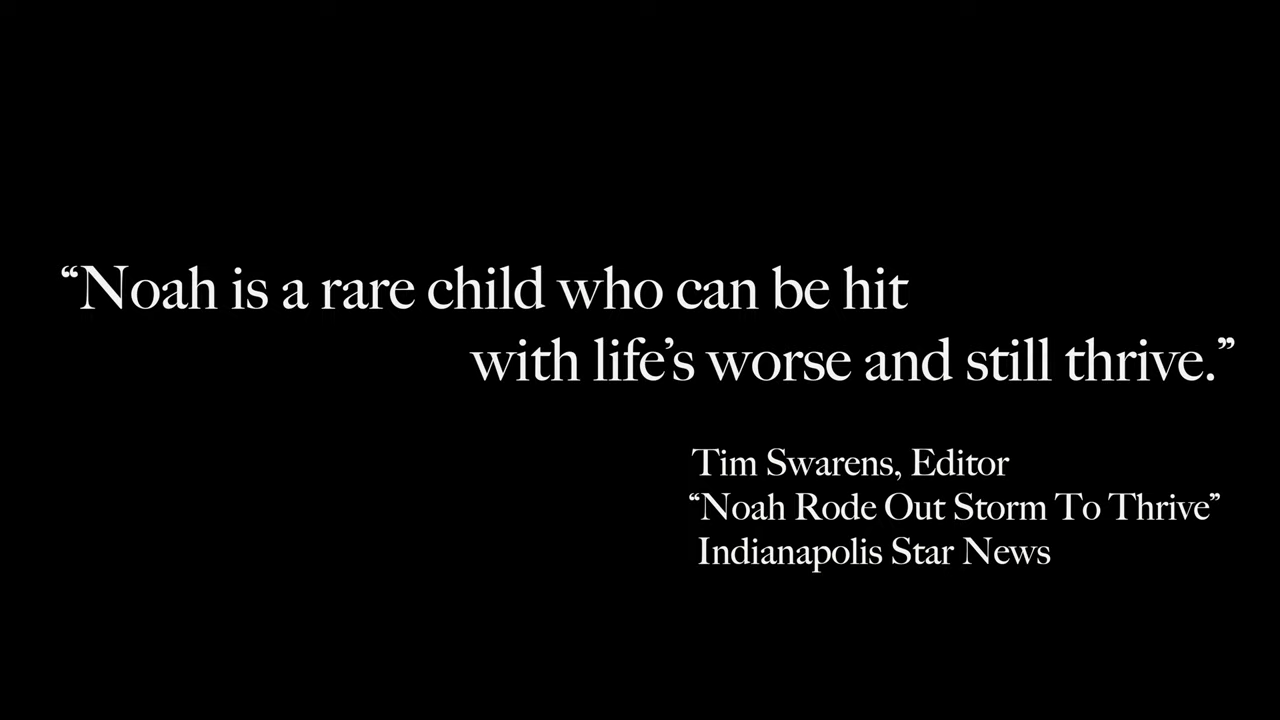 “Noah is a rare child who can be hit
with life’s worse and still thrive.”
Tim Swarens, Editor
“Noah Rode Out Storm To Thrive”
Indianapolis Star News